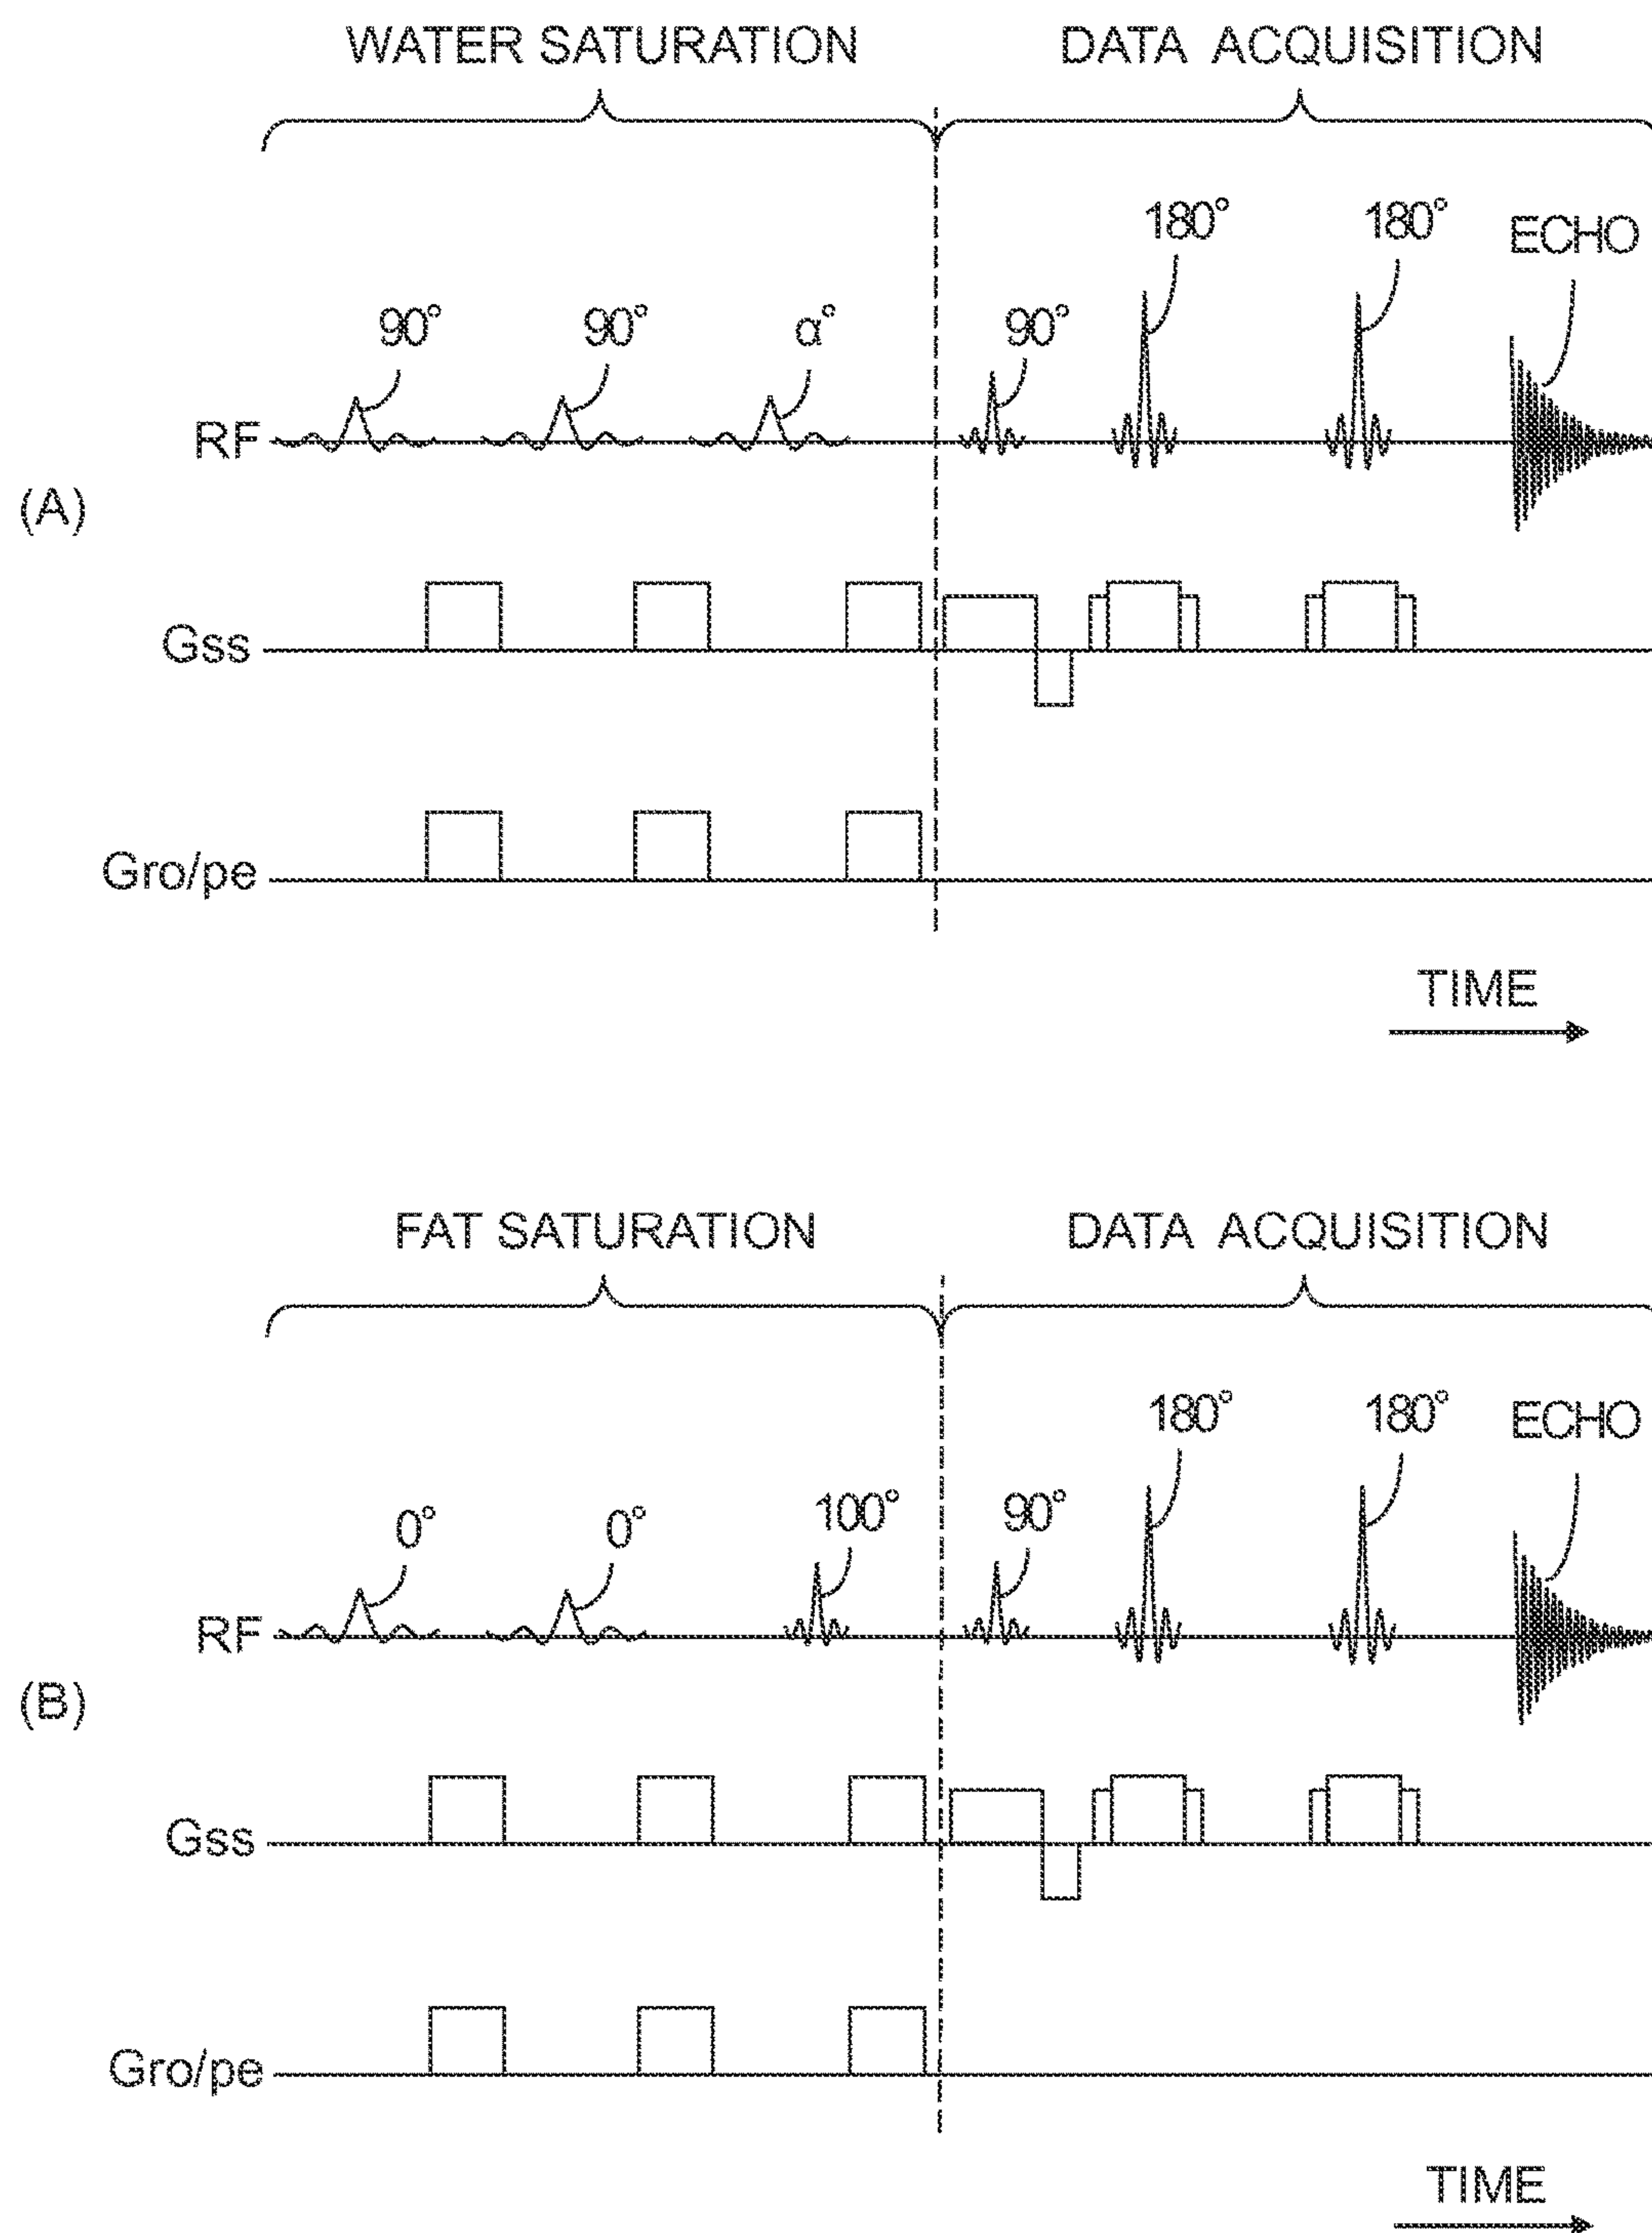 WATER SATURATION DATA ACQUISITION
180° 180° ECHO
90° 90° α° 90°
RF
(A)
Gss
Gro/pe
TIME
FAT SATURATION DATA ACQUISITION
180° 180° ECHO
0° 0° 100° 90°
RF
(B)
Gss
Gro/pe
TIME